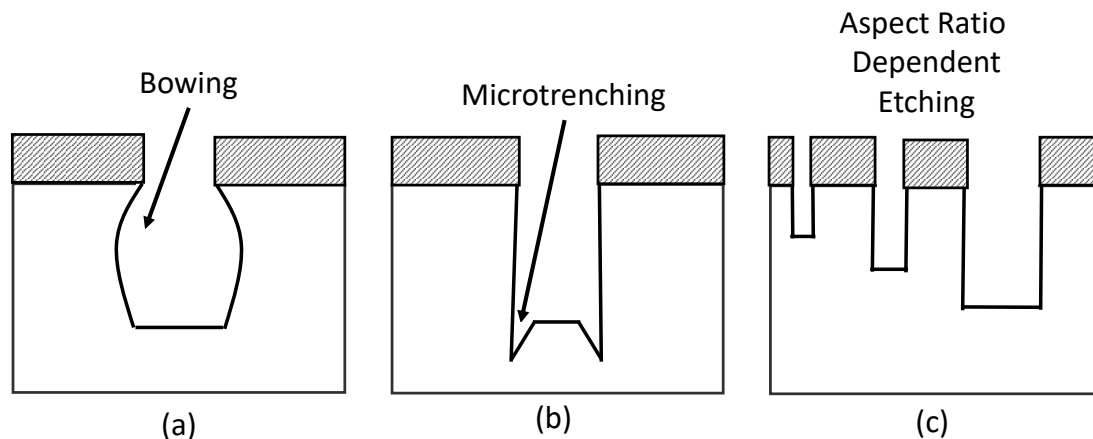 Bowing
Microtrenching
Aspect Ratio
Dependent
Etching
(a)
(b)
(c)